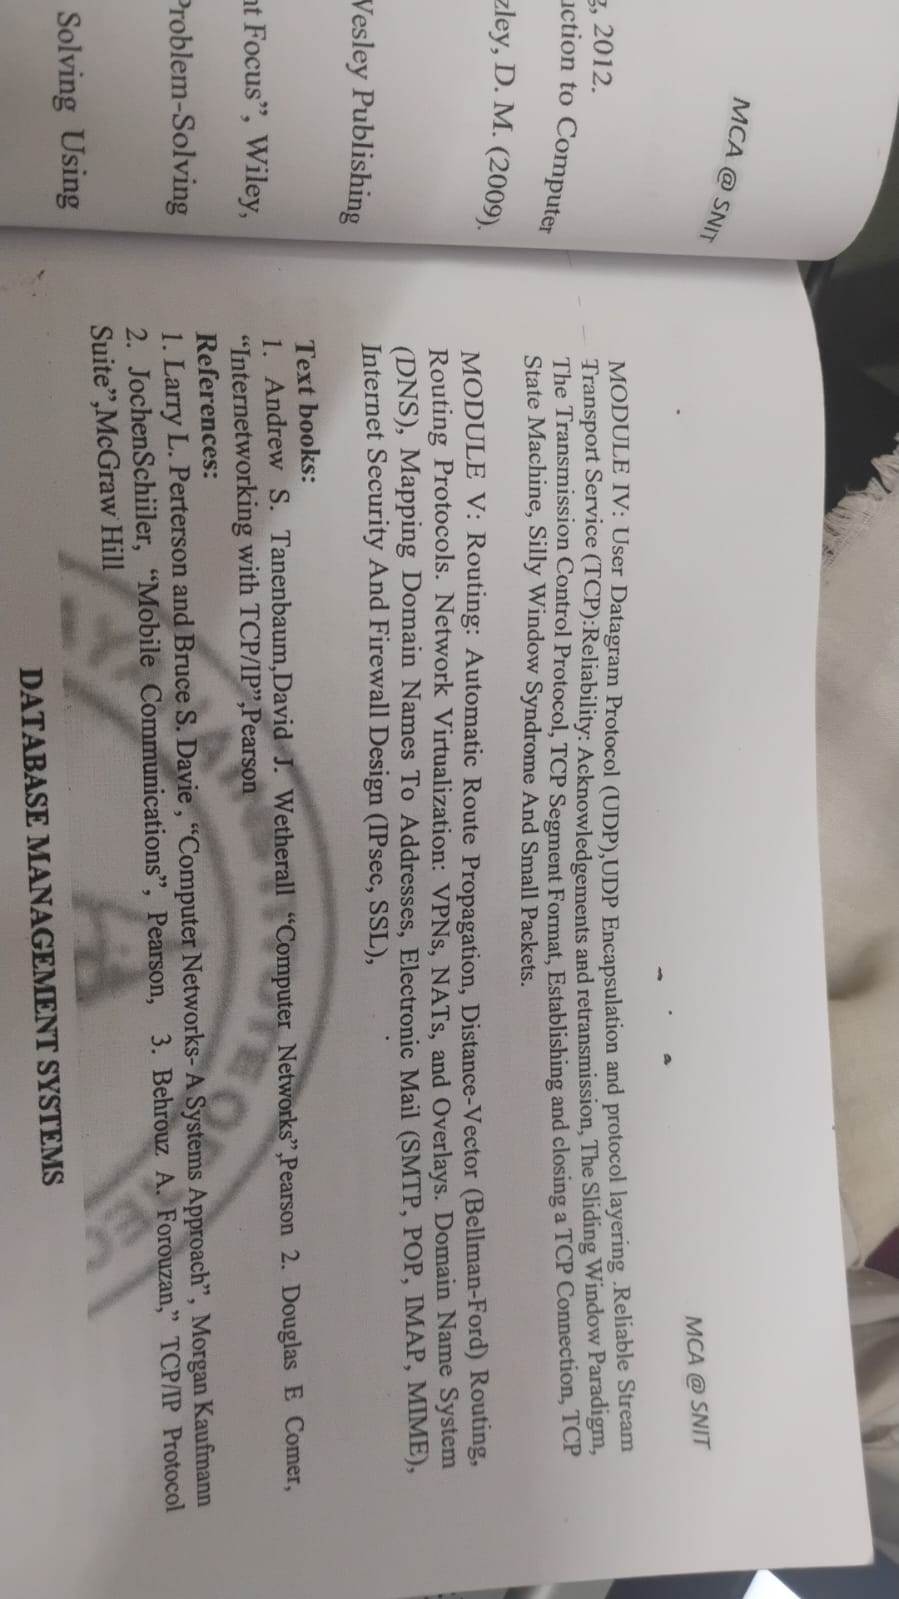 MCA @ SNIT
g, 2012.
uction to Computer
zley, D. M. (2009).
Wesley Publishing
nt Focus”, Wiley,
Problem-Solving
Solving Using
MCA @ SNIT
MODULE IV: User Datagram Protocol (UDP),UDP Encapsulation and protocol layering .Reliable Stream
Transport Service (TCP):Reliability: Acknowledgements and retransmission, The Sliding Window Paradigm,
The Transmission Control Protocol, TCP Segment Format, Establishing and closing a TCP Connection, TCP
State Machine, Silly Window Syndrome And Small Packets.
MODULE V: Routing: Automatic Route Propagation, Distance-Vector (Bellman-Ford) Routing,
Routing Protocols. Network Virtualization: VPNs, NATs, and Overlays. Domain Name System
(DNS), Mapping Domain Names To Addresses, Electronic Mail (SMTP, POP, IMAP, MIME),
Internet Security And Firewall Design (IPsec, SSL),
Text books:
1. Andrew S. Tanenbaum,David J. Wetherall “Computer Networks”,Pearson 2. Douglas E Comer,
“Internetworking with TCP/IP”,Pearson
References:
1. Larry L. Perterson and Bruce S. Davie , “Computer Networks- A Systems Approach” , Morgan Kaufmann
2. JochenSchiiler, “Mobile Communications”, Pearson, 3. Behrouz A. Forouzan,” TCP/IP Protocol
Suite”,McGraw Hill
DATABASE MANAGEMENT SYSTEMS